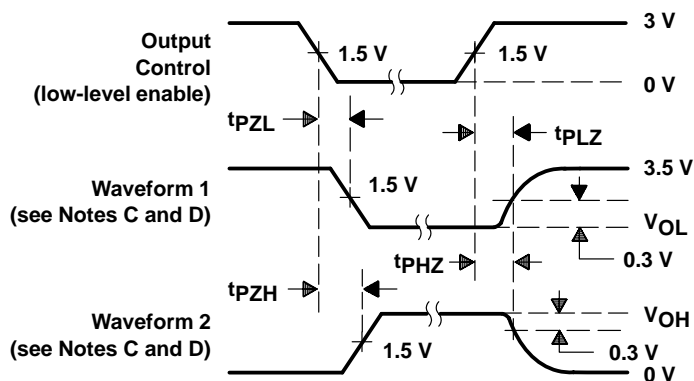 Output
Control
(low-level enable)
1.5 V
1.5 V
3 V
0 V
tPZL
tPLZ
Waveform 1
(see Notes C and D)
1.5 V
3.5 V
VOL
0.3 V
tPHZ
tPZH
Waveform 2
(see Notes C and D)
1.5 V
VOH
0.3 V
0 V